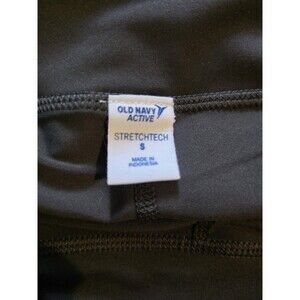 OLD NAVY
ACTIVE
STRETCHTECH
S
MADE IN
INDONESIA